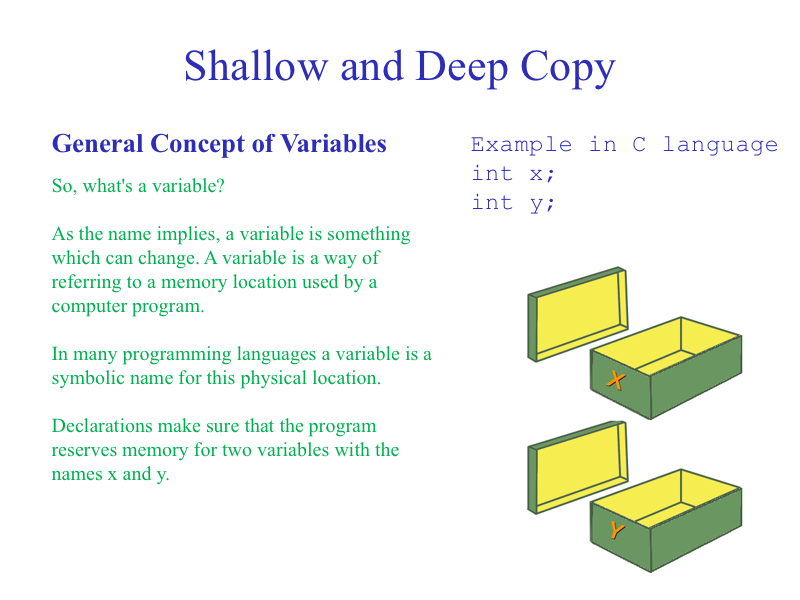 Shallow and Deep Copy
General Concept of Variables
So, what's a variable?
As the name implies, a variable is something
which can change. A variable is a way of
referring to a memory location used by a
computer program.
In many programming languages a variable is a
symbolic name for this physical location.
Declarations make sure that the program
reserves memory for two variables with the
names x and y.
Example in C language
int x;
int y;
X
Y